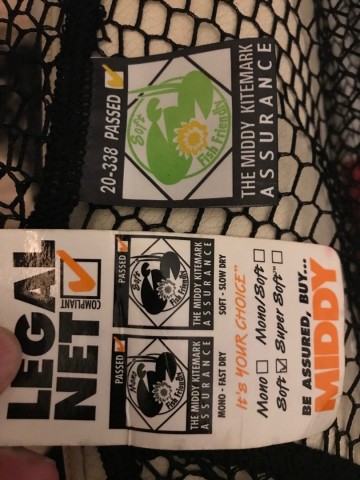 20-338 PASSED
Soft
Fish Friendly
THE MIDDY KITEMARK
ASSURANCE
LEGAL
NET
COMPLIANT
PASSED
Soft
Fish Friendly
THE MIDDY KITEMARK
ASSURANCE
SOFT - SLOW DRY
PASSED
Mono
Fish Friendly
THE MIDDY KITEMARK
ASSURANCE
MONO - FAST DRY
It's YOUR CHOICE"
Mono Mono/Soft
Soft Super Soft™
BE ASSURED, BUY...
MIDDY